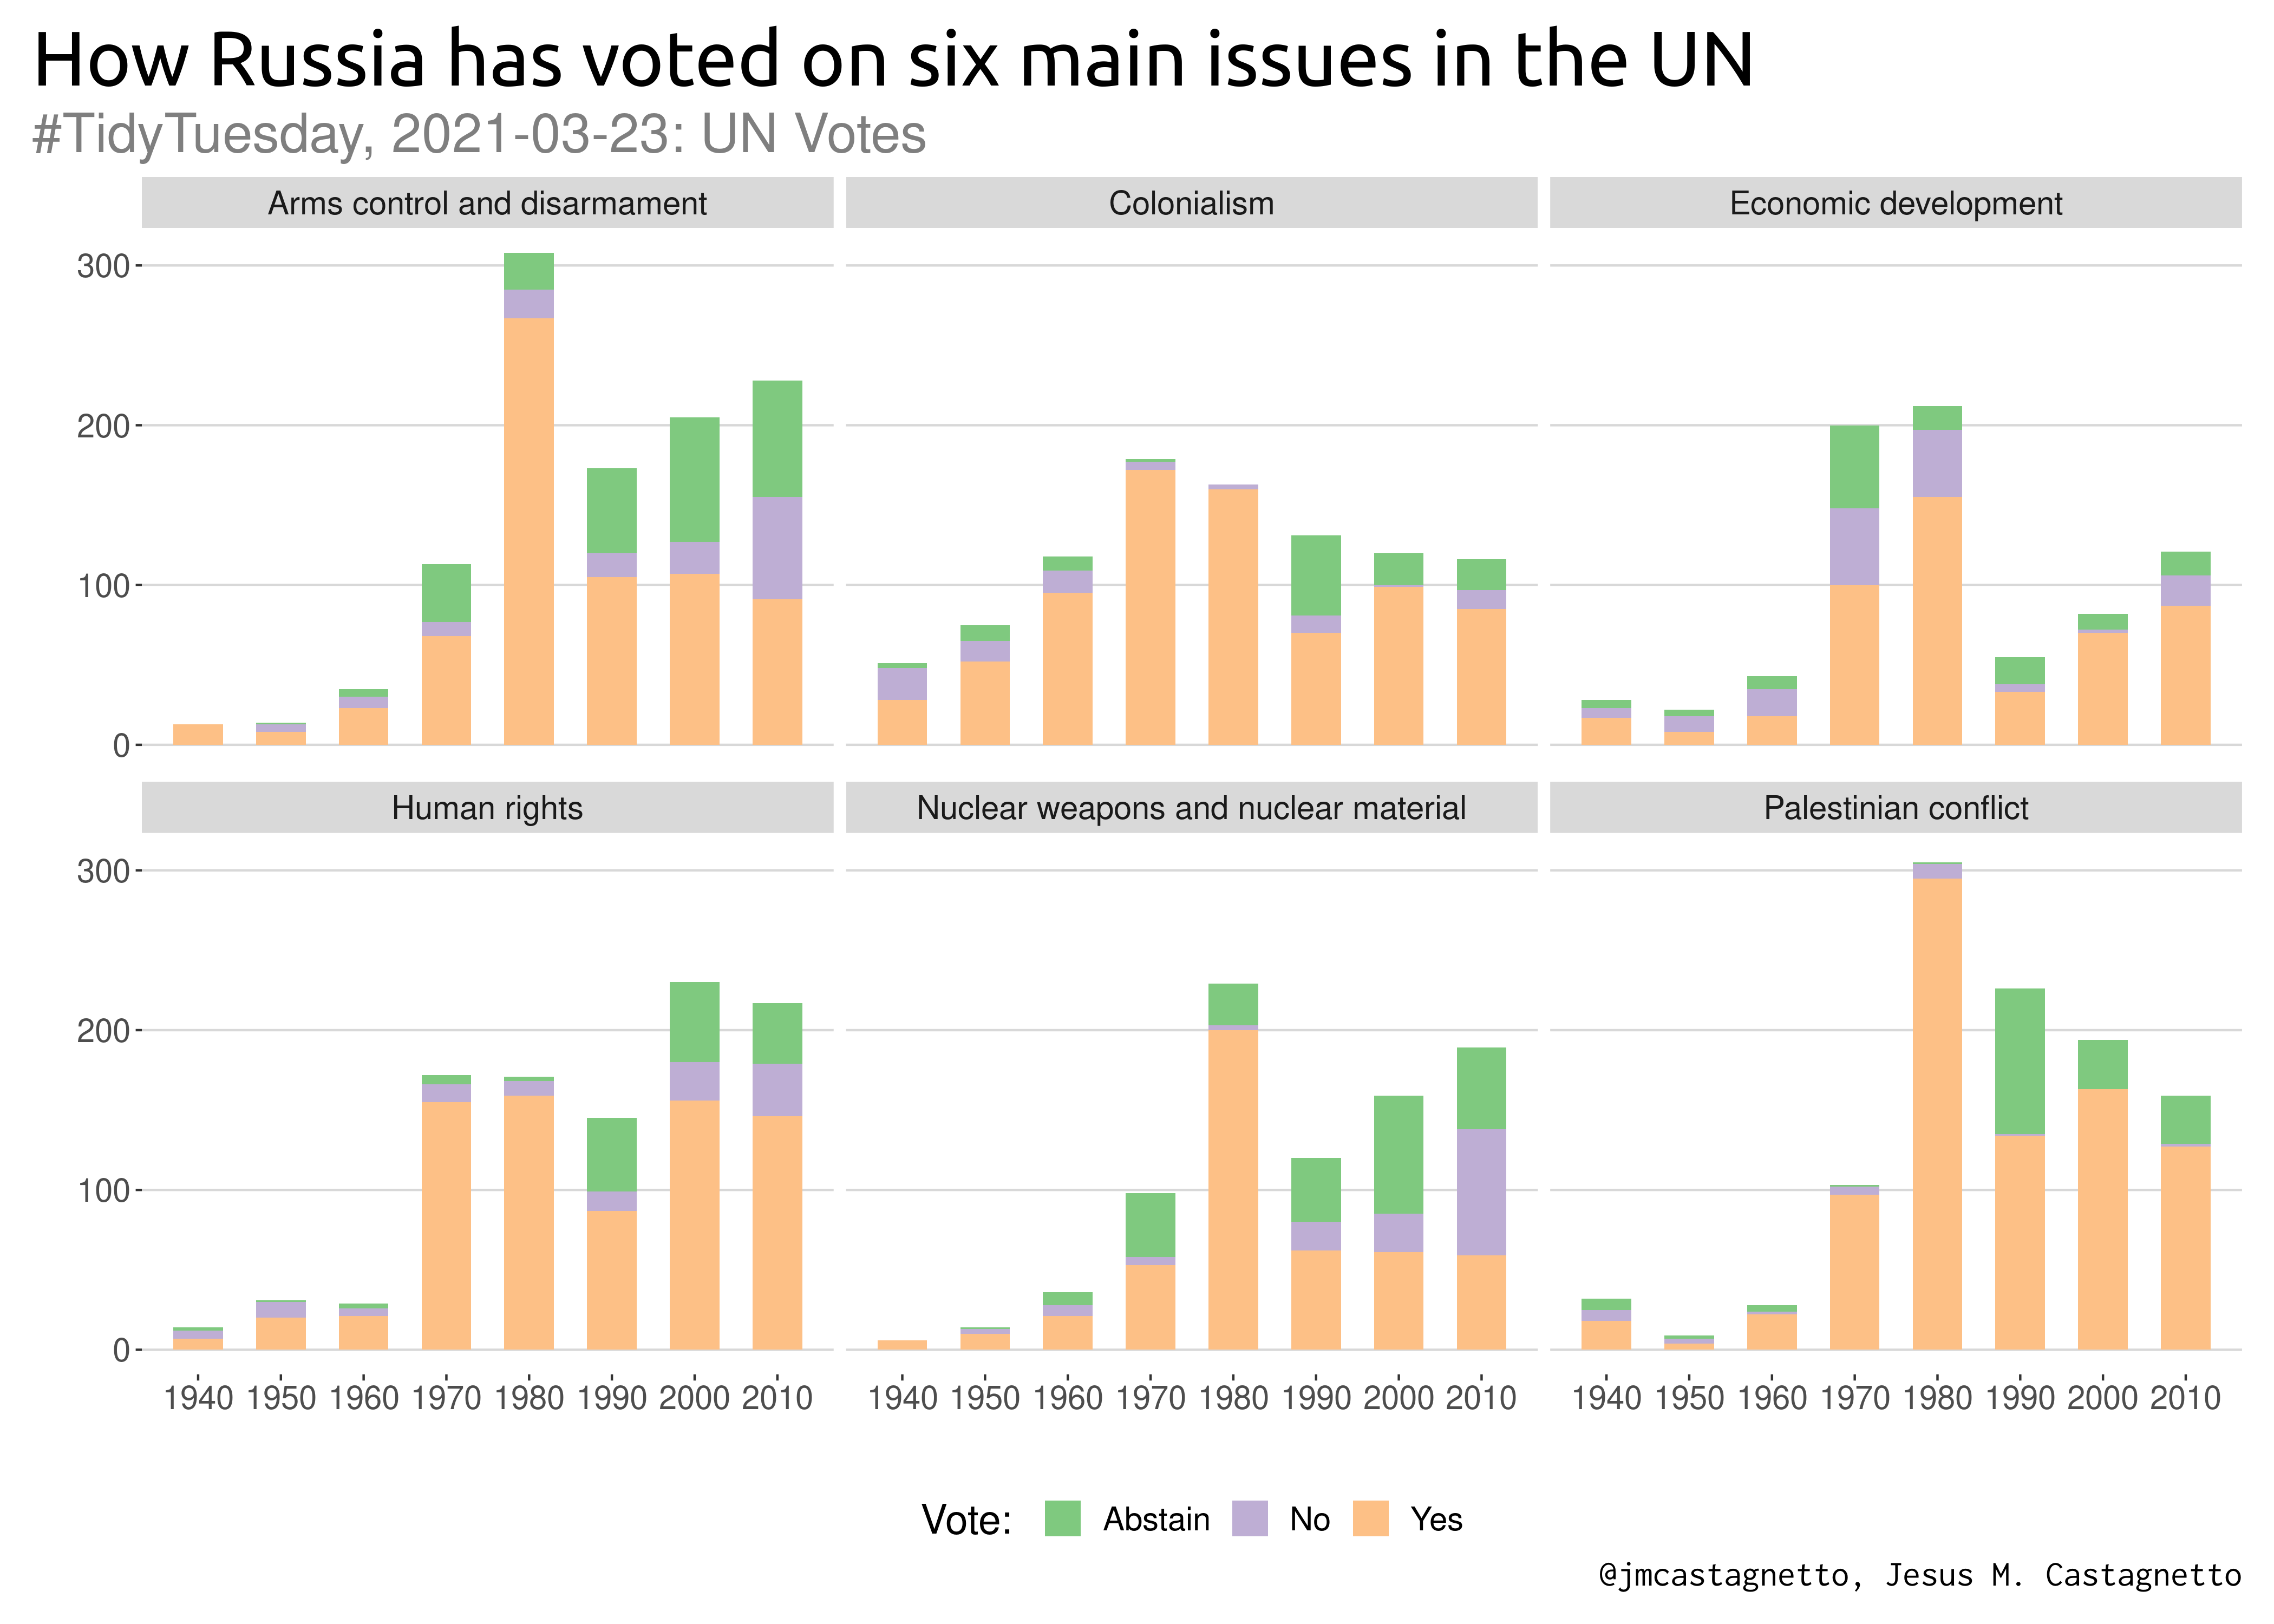 How Russia has voted on six main issues in the UN
#TidyTuesday, 2021-03-23: UN Votes
Arms control and disarmament
Colonialism
Economic development
300
200
100
0
Human rights
Nuclear weapons and nuclear material
Palestinian conflict
300
200
100
0
1940 1950 1960 1970 1980 1990 2000 2010
1940 1950 1960 1970 1980 1990 2000 2010
1940 1950 1960 1970 1980 1990 2000 2010
Vote: Abstain No Yes
@jmcastagnetto, Jesus M. Castagnetto